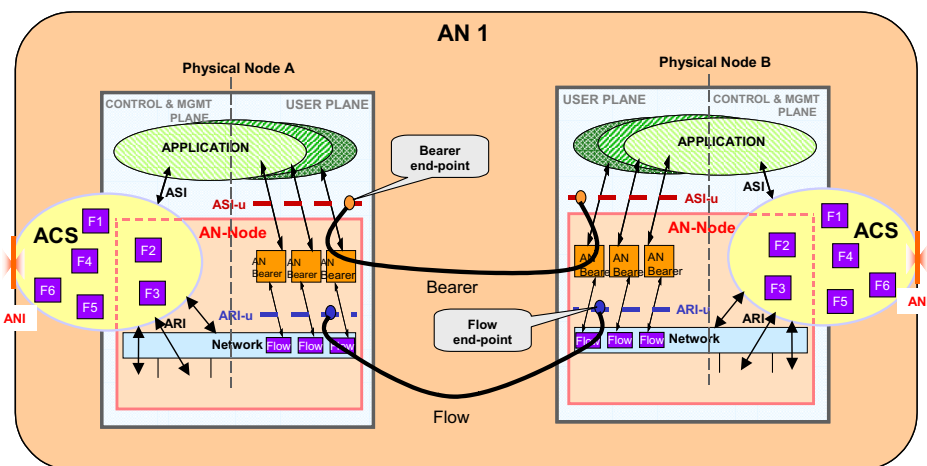 AN 1
Physical Node A
Physical Node B
CONTROL & MGMT
PLANE
USER PLANE
USER PLANE
CONTROL & MGMT
PLANE
APPLICATION
APPLICATION
Bearer
end-point
ASI
ASI
ASI-u
ASI-u
ACS
F1
F2
F4
F3
F6
F5
AN-Node
AN-Node
F1
ACS
F2
F4
F3
F6
F5
AN
Bearer
AN
Bearer
AN
Bearer
AN
Beare
AN
Beare
AN
Bearer
Bearer
ANI
AN
ARI
ARI
ARI-u
ARI-u
Flow
end-point
Network
Flow
Flow
Flow
Flow
Flow
Flow
Network
Flow